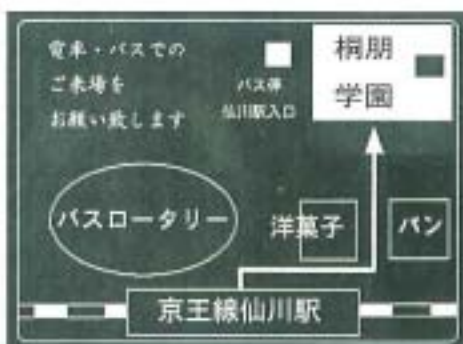 電車・バスでの
ご来場を
お願い致します
バス停
仙川駅入口
桐朋
学園
バスロータリー
洋菓子
パン
京王線仙川駅